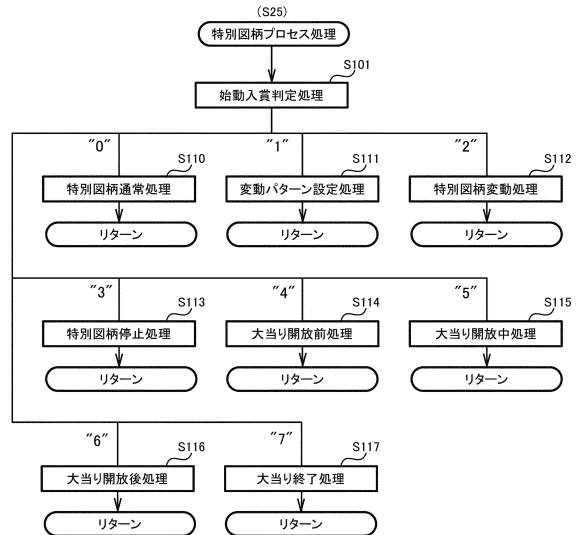 (S25)
特別図柄プロセス処理
S101
始動入賞判定処理
"0"
"1"
"2"
S110
S111
S112
特別図柄通常処理
変動パターン設定処理
特別図柄変動処理
リターン
リターン
リターン
"3"
"4"
"5"
S113
S114
S115
特別図柄停止処理
大当り開放前処理
大当り開放中処理
リターン
リターン
リターン
"6"
"7"
S116
S117
大当り開放後処理
大当り終了処理
リターン
リターン